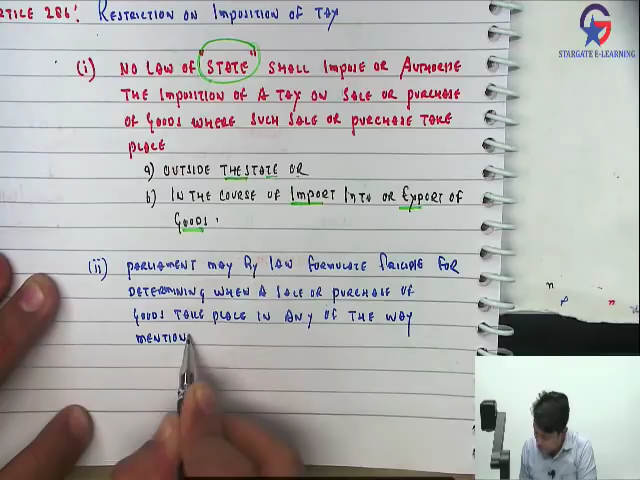 RTICLE 286: RESTRICTION ON IMPOSITION OF TAX
(i) NO LAW OF "STATE" SHALL IMPOSE OR AUTHORISE
THE IMPOSITION OF A TAX ON SALE OR PURCHASE
OF GOODS WHERE SUCH SALE OR PURCHASE TAKE
PLACE
a) OUTSIDE THE STATE OR
b) IN THE COURSE OF IMPORT INTO OR EXPORT OF
GOODS.
(ii) PARLIAMENT MAY BY LAW FORMULATE FOR
DETERMINING WHEN A SALE OR PURCHASE OF
GOODS TAKE PLACE IN ANY OF THE WAY
MENTION
STARGATE E-LEARNING